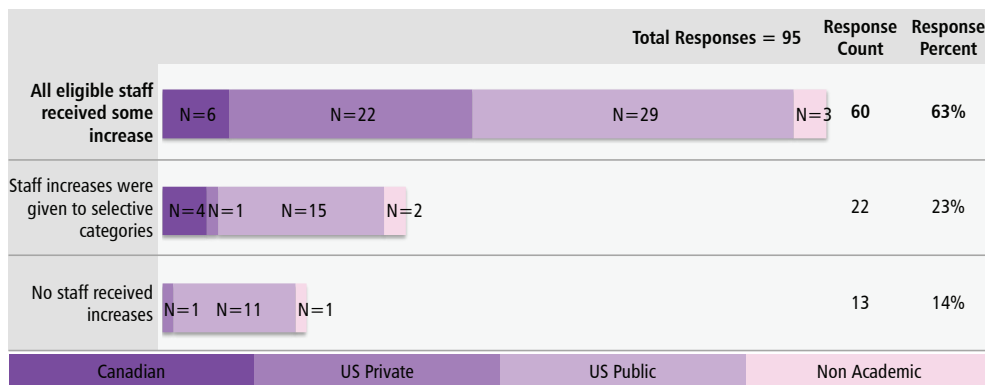 Total Responses = 95
Response Count
Response Percent
All eligible staff
received some
increase
N=6 N=22 N=29 N=3 60 63%
Staff increases were
given to selective
categories
N=4 N=1 N=15 N=2 22 23%
No staff received
increases
N=1 N=11 N=1 13 14%
Canadian US Private US Public Non Academic